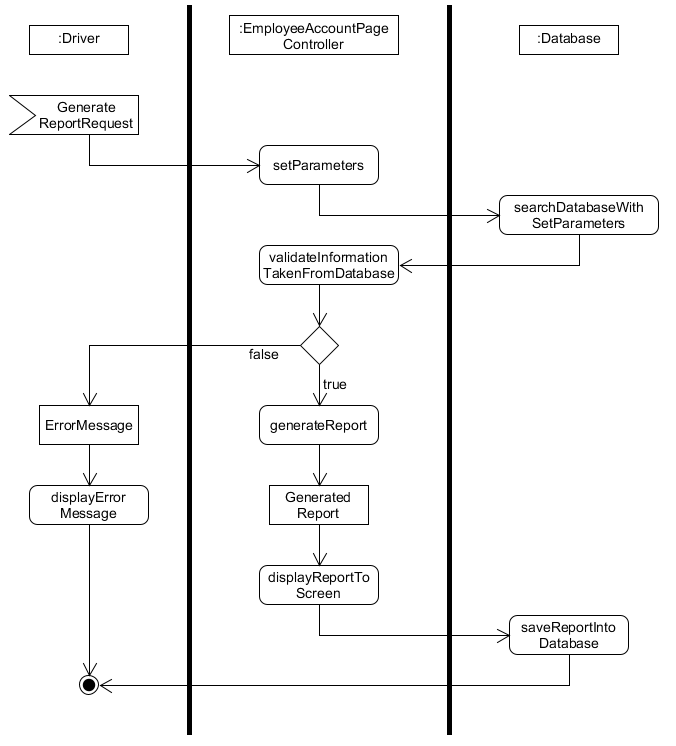 :Driver
:EmployeeAccountPage
Controller
:Database
Generate
ReportRequest
setParameters
searchDatabaseWith
SetParameters
validateInformation
TakenFromDatabase
false
true
ErrorMessage
generateReport
displayError
Message
Generated
Report
displayReportTo
Screen
saveReportInto
Database